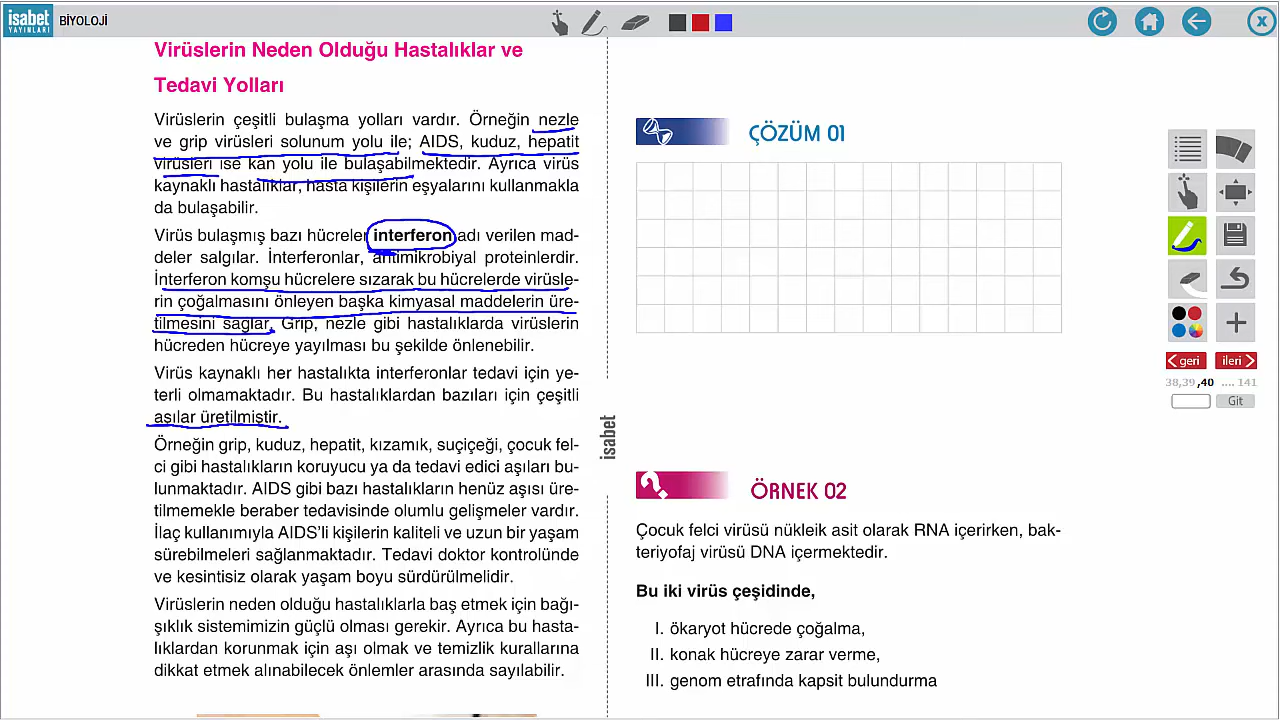 isabet
YAYINLARI
BİYOLOJİ
Virüslerin Neden Olduğu Hastalıklar ve
Tedavi Yolları
Virüslerin çeşitli bulaşma yolları vardır. Örneğin nezle
ve grip virüsleri solunum yolu ile; AIDS, kuduz, hepatit
virüsleri ise kan yolu ile bulaşabilmektedir. Ayrıca virüs
kaynaklı hastalıklar, hasta kişilerin eşyalarını kullanmakla
da bulaşabilir.
Virüs bulaşmış bazı hücreler interferon adı verilen mad-
deler salgılar. İnterferonlar, antimikrobiyal proteinlerdir.
İnterferon komşu hücrelere sızarak bu hücrelerde virüsle-
rin çoğalmasını önleyen başka kimyasal maddelerin üre-
tilmesini sağlar. Grip, nezle gibi hastalıklarda virüslerin
hücreden hücreye yayılması bu şekilde önlenebilir.
Virüs kaynaklı her hastalıkta interferonlar tedavi için ye-
terli olmamaktadır. Bu hastalıklardan bazıları için çeşitli
aşılar üretilmiştir.
Örneğin grip, kuduz, hepatit, kızamık, suçiçeği, çocuk fel-
ci gibi hastalıkların koruyucu ya da tedavi edici aşıları bu-
lunmaktadır. AIDS gibi bazı hastalıkların henüz aşısı üre-
tilmemekle beraber tedavisinde olumlu gelişmeler vardır.
İlaç kullanımıyla AIDS'li kişilerin kaliteli ve uzun bir yaşam
sürebilmeleri sağlanmaktadır. Tedavi doktor kontrolünde
ve kesintisiz olarak yaşam boyu sürdürülmelidir.
Virüslerin neden olduğu hastalıklarla baş etmek için bağı-
şıklık sistemimizin güçlü olması gerekir. Ayrıca bu hasta-
lıklardan korunmak için aşı olmak ve temizlik kurallarına
dikkat etmek alınabilecek önlemler arasında sayılabilir.
isabet
ÇÖZÜM 01
ÖRNEK 02
Çocuk felci virüsü nükleik asit olarak RNA içerirken, bak-
teriyofaj virüsü DNA içermektedir.
Bu iki virüs çeşidinde,
I. ökaryot hücrede çoğalma,
II. konak hücreye zarar verme,
III. genom etrafında kapsit bulundurma
geri ileri
38,39,40 .... 141
Git